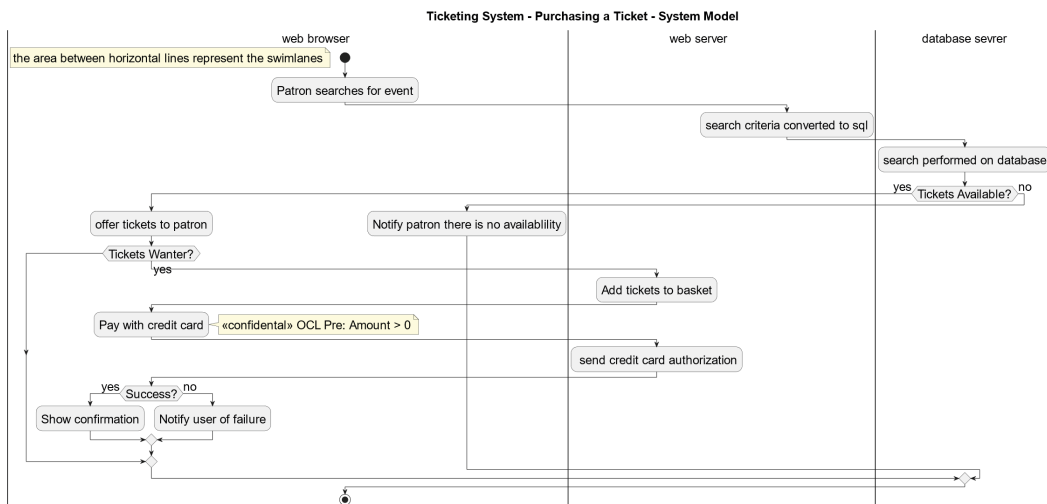 Ticketing System - Purchasing a Ticket - System Model
web browser
web server
database sevrer
the area between horizontal lines represent the swimlanes
Patron searches for event
search criteria converted to sql
search performed on database
yes
Tickets Available?
no
offer tickets to patron
Notify patron there is no availablility
Tickets Wanter?
yes
Add tickets to basket
Pay with credit card
«confidental» OCL Pre: Amount > 0
send credit card authorization
yes
Success?
no
Show confirmation
Notify user of failure